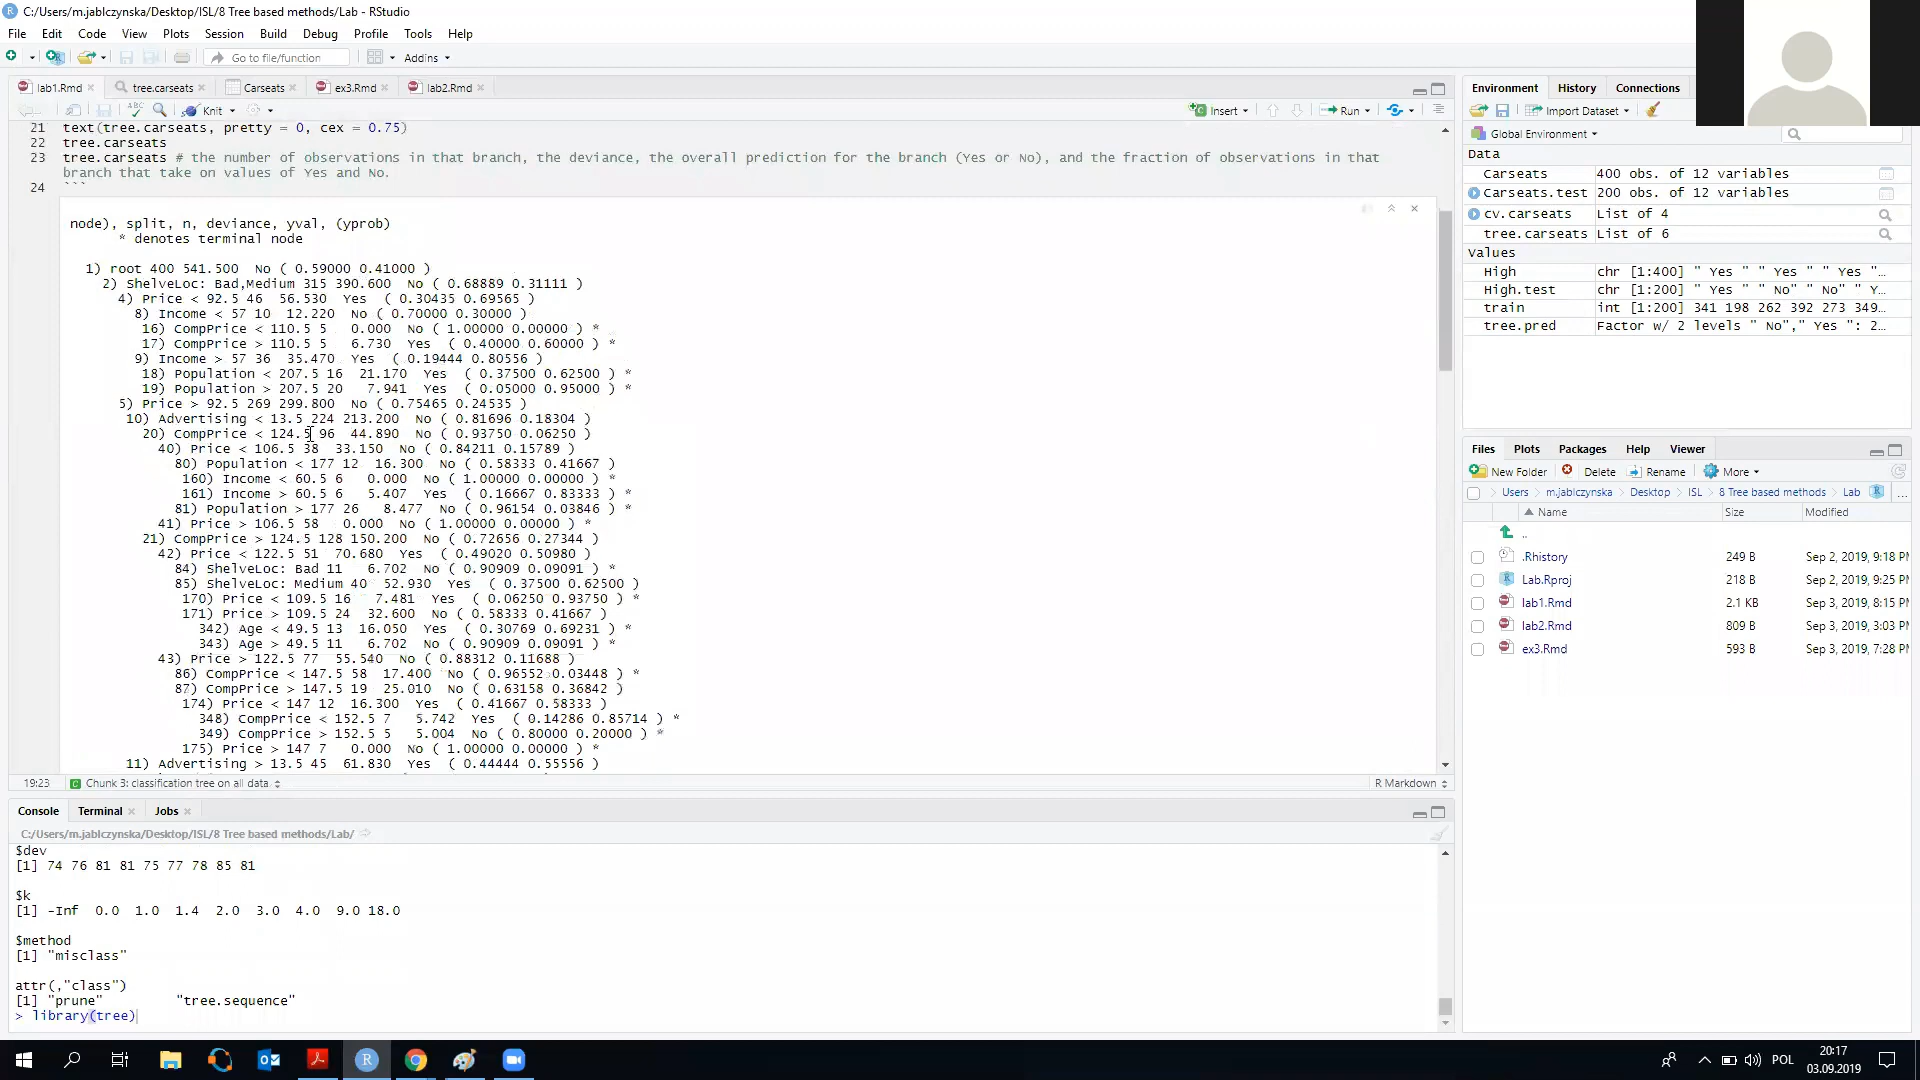 C:/Users/m.jablczynska/Desktop/ISL/8 Tree based methods/Lab - RStudio
File Edit Code View Plots Session Build Debug Profile Tools Help
Go to file/function Addins
lab1.Rmd tree.carseats Carseats ex3.Rmd lab2.Rmd
ABC Knit Insert Run
21 text(tree.carseats, pretty = 0, cex = 0.75)
22 tree.carseats
23 tree.carseats # the number of observations in that branch, the deviance, the overall prediction for the branch (Yes or No), and the fraction of observations in that
branch that take on values of Yes and No.
24 ```
node), split, n, deviance, yval, (yprob)
* denotes terminal node
1) root 400 541.500 No ( 0.59000 0.41000 )
2) ShelveLoc: Bad,Medium 315 390.600 No ( 0.68889 0.31111 )
4) Price < 92.5 46 56.530 Yes ( 0.30435 0.69565 )
8) Income < 57 10 12.220 No ( 0.70000 0.30000 )
16) CompPrice < 110.5 5 0.000 No ( 1.00000 0.00000 ) *
17) CompPrice > 110.5 5 6.730 Yes ( 0.40000 0.60000 ) *
9) Income > 57 36 35.470 Yes ( 0.19444 0.80556 )
18) Population < 207.5 16 21.170 Yes ( 0.37500 0.62500 ) *
19) Population > 207.5 20 7.941 Yes ( 0.05000 0.95000 ) *
5) Price > 92.5 269 299.800 No ( 0.75465 0.24535 )
10) Advertising < 13.5 224 213.200 No ( 0.81696 0.18304 )
20) CompPrice < 124.5 96 44.890 No ( 0.93750 0.06250 )
40) Price < 106.5 38 33.150 No ( 0.84211 0.15789 )
80) Population < 177 12 16.300 No ( 0.58333 0.41667 )
160) Income < 60.5 6 0.000 No ( 1.00000 0.00000 ) *
161) Income > 60.5 6 5.407 Yes ( 0.16667 0.83333 ) *
81) Population > 177 26 8.477 No ( 0.96154 0.03846 ) *
41) Price > 106.5 58 0.000 No ( 1.00000 0.00000 ) *
21) CompPrice > 124.5 128 150.200 No ( 0.72656 0.27344 )
42) Price < 122.5 51 70.680 Yes ( 0.49020 0.50980 )
84) ShelveLoc: Bad 11 6.702 No ( 0.90909 0.09091 ) *
85) ShelveLoc: Medium 40 52.930 Yes ( 0.37500 0.62500 )
170) Price < 109.5 16 7.481 Yes ( 0.06250 0.93750 ) *
171) Price > 109.5 24 32.600 No ( 0.58333 0.41667 )
342) Age < 49.5 13 16.050 Yes ( 0.30769 0.69231 ) *
343) Age > 49.5 11 6.702 No ( 0.90909 0.09091 ) *
43) Price > 122.5 77 55.540 No ( 0.88312 0.11688 )
86) CompPrice < 147.5 58 17.400 No ( 0.96552 0.03448 ) *
87) CompPrice > 147.5 19 25.010 No ( 0.63158 0.36842 )
174) Price < 147 12 16.300 Yes ( 0.41667 0.58333 )
348) CompPrice < 152.5 7 5.742 Yes ( 0.14286 0.85714 ) *
349) CompPrice > 152.5 5 5.004 No ( 0.80000 0.20000 ) *
175) Price > 147 7 0.000 No ( 1.00000 0.00000 ) *
11) Advertising > 13.5 45 61.830 Yes ( 0.44444 0.55556 )
19:23 Chunk 3: classification tree on all data R Markdown
Console Terminal Jobs
C:/Users/m.jablczynska/Desktop/ISL/8 Tree based methods/Lab/
$dev
[1] 74 76 81 81 75 77 78 85 81
$k
[1] -Inf 0.0 1.0 1.4 2.0 3.0 4.0 9.0 18.0
$method
[1] "misclass"
attr(,"class")
[1] "prune" "tree.sequence"
> library(tree)
Environment History Connections
Import Dataset
Global Environment
Data
Carseats 400 obs. of 12 variables
Carseats.test 200 obs. of 12 variables
cv.carseats List of 4
tree.carseats List of 6
Values
High chr [1:400] " Yes " " Yes " " Yes "…
High.test chr [1:200] " Yes " " No" " No" " Y…
train int [1:200] 341 198 262 392 273 349…
tree.pred Factor w/ 2 levels " No"," Yes ": 2…
Files Plots Packages Help Viewer
New Folder Delete Rename More
Users m.jablczynska Desktop ISL 8 Tree based methods Lab ...
Name Size Modified
..
.Rhistory 249 B Sep 2, 2019, 9:18 PM
Lab.Rproj 218 B Sep 2, 2019, 9:25 PM
lab1.Rmd 2.1 KB Sep 3, 2019, 8:15 PM
lab2.Rmd 809 B Sep 3, 2019, 3:03 PM
ex3.Rmd 593 B Sep 3, 2019, 7:28 PM
POL 20:17
03.09.2019